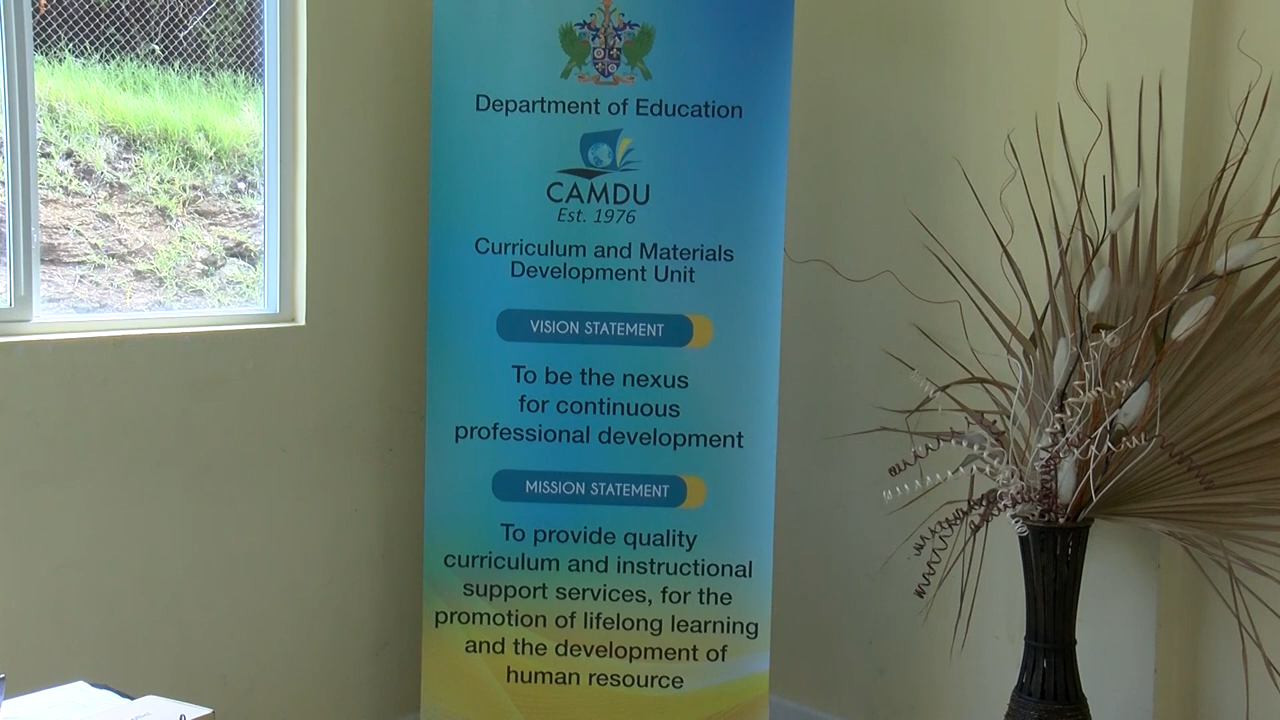 Department of Education
CAMDU
Est. 1976
Curriculum and Materials
Development Unit
VISION STATEMENT
To be the nexus
for continuous
professional development
MISSION STATEMENT
To provide quality
curriculum and instructional
support services, for the
promotion of lifelong learning
and the development of
human resource